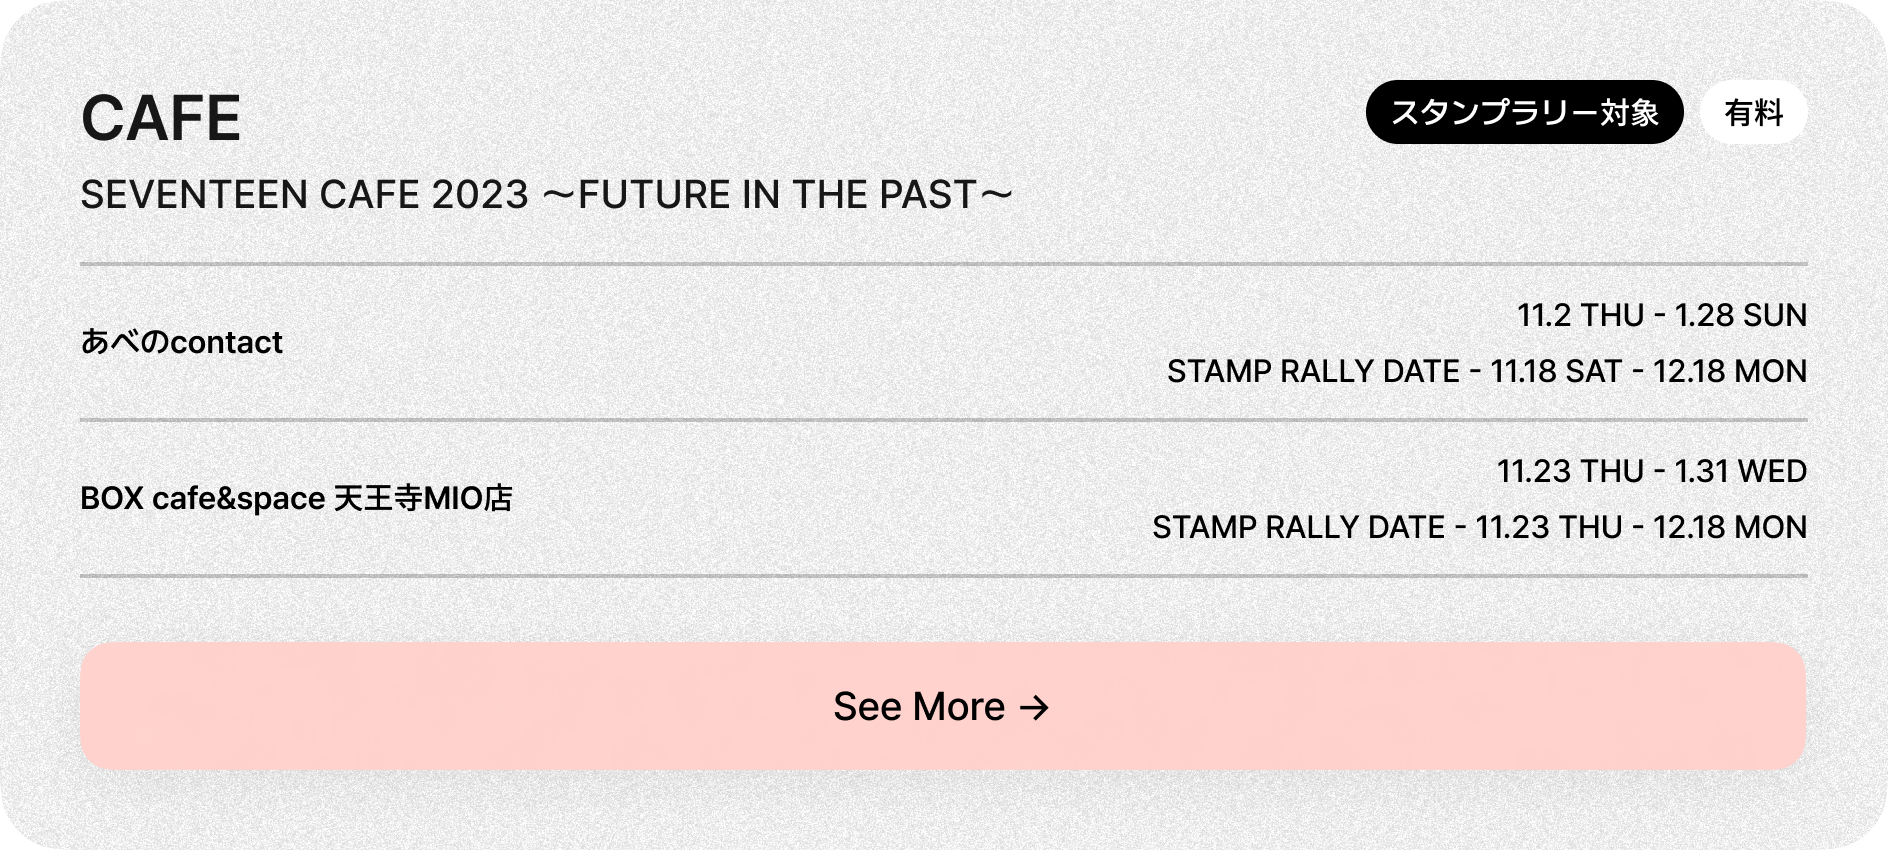 CAFE
スタンプラリー対象
有料
SEVENTEEN CAFE 2023 〜FUTURE IN THE PAST〜
あべのcontact
11.2 THU - 1.28 SUN
STAMP RALLY DATE - 11.18 SAT - 12.18 MON
BOX cafe&space 天王寺MIO店
11.23 THU - 1.31 WED
STAMP RALLY DATE - 11.23 THU - 12.18 MON
See More →